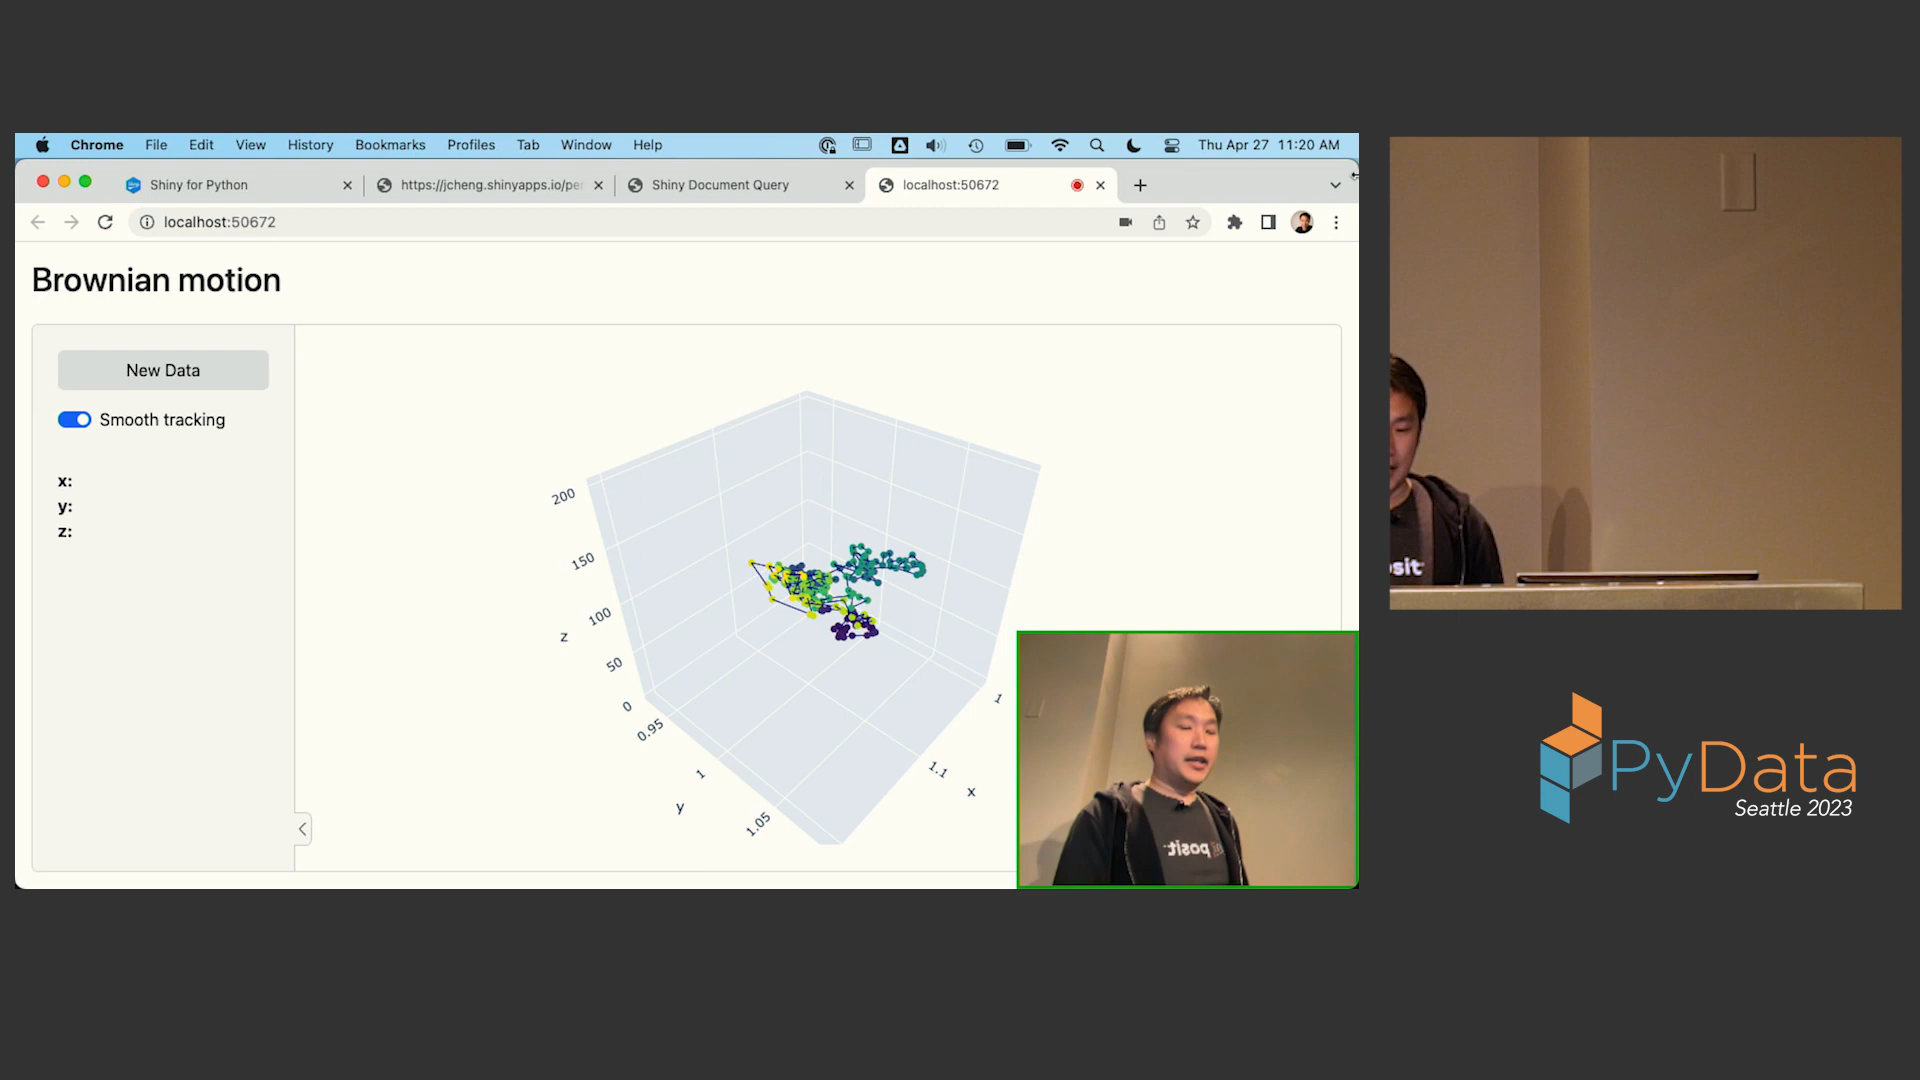 Chrome File Edit View History Bookmarks Profiles Tab Window Help Thu Apr 27 11:20 AM
Shiny for Python https://jcheng.shinyapps.io/pe Shiny Document Query localhost:50672
localhost:50672
Brownian motion
New Data
Smooth tracking
x:
y:
z:
200
150
100
50
0
z
0.95
1
1.05
y
1
1.1
x
posit
sit
PyData
Seattle 2023